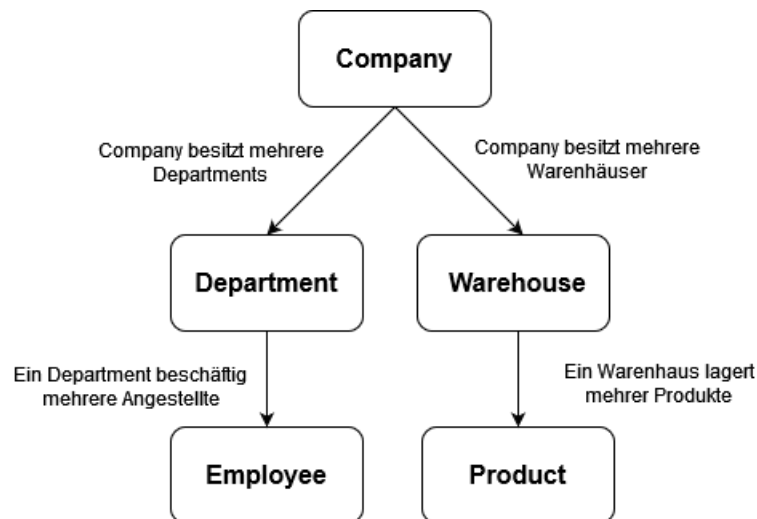 Company
Company besitzt mehrere
Departments
Company besitzt mehrere
Warenhäuser
Department
Warehouse
Ein Department beschäftig
mehrere Angestellte
Ein Warenhaus lagert
mehrer Produkte
Employee
Product